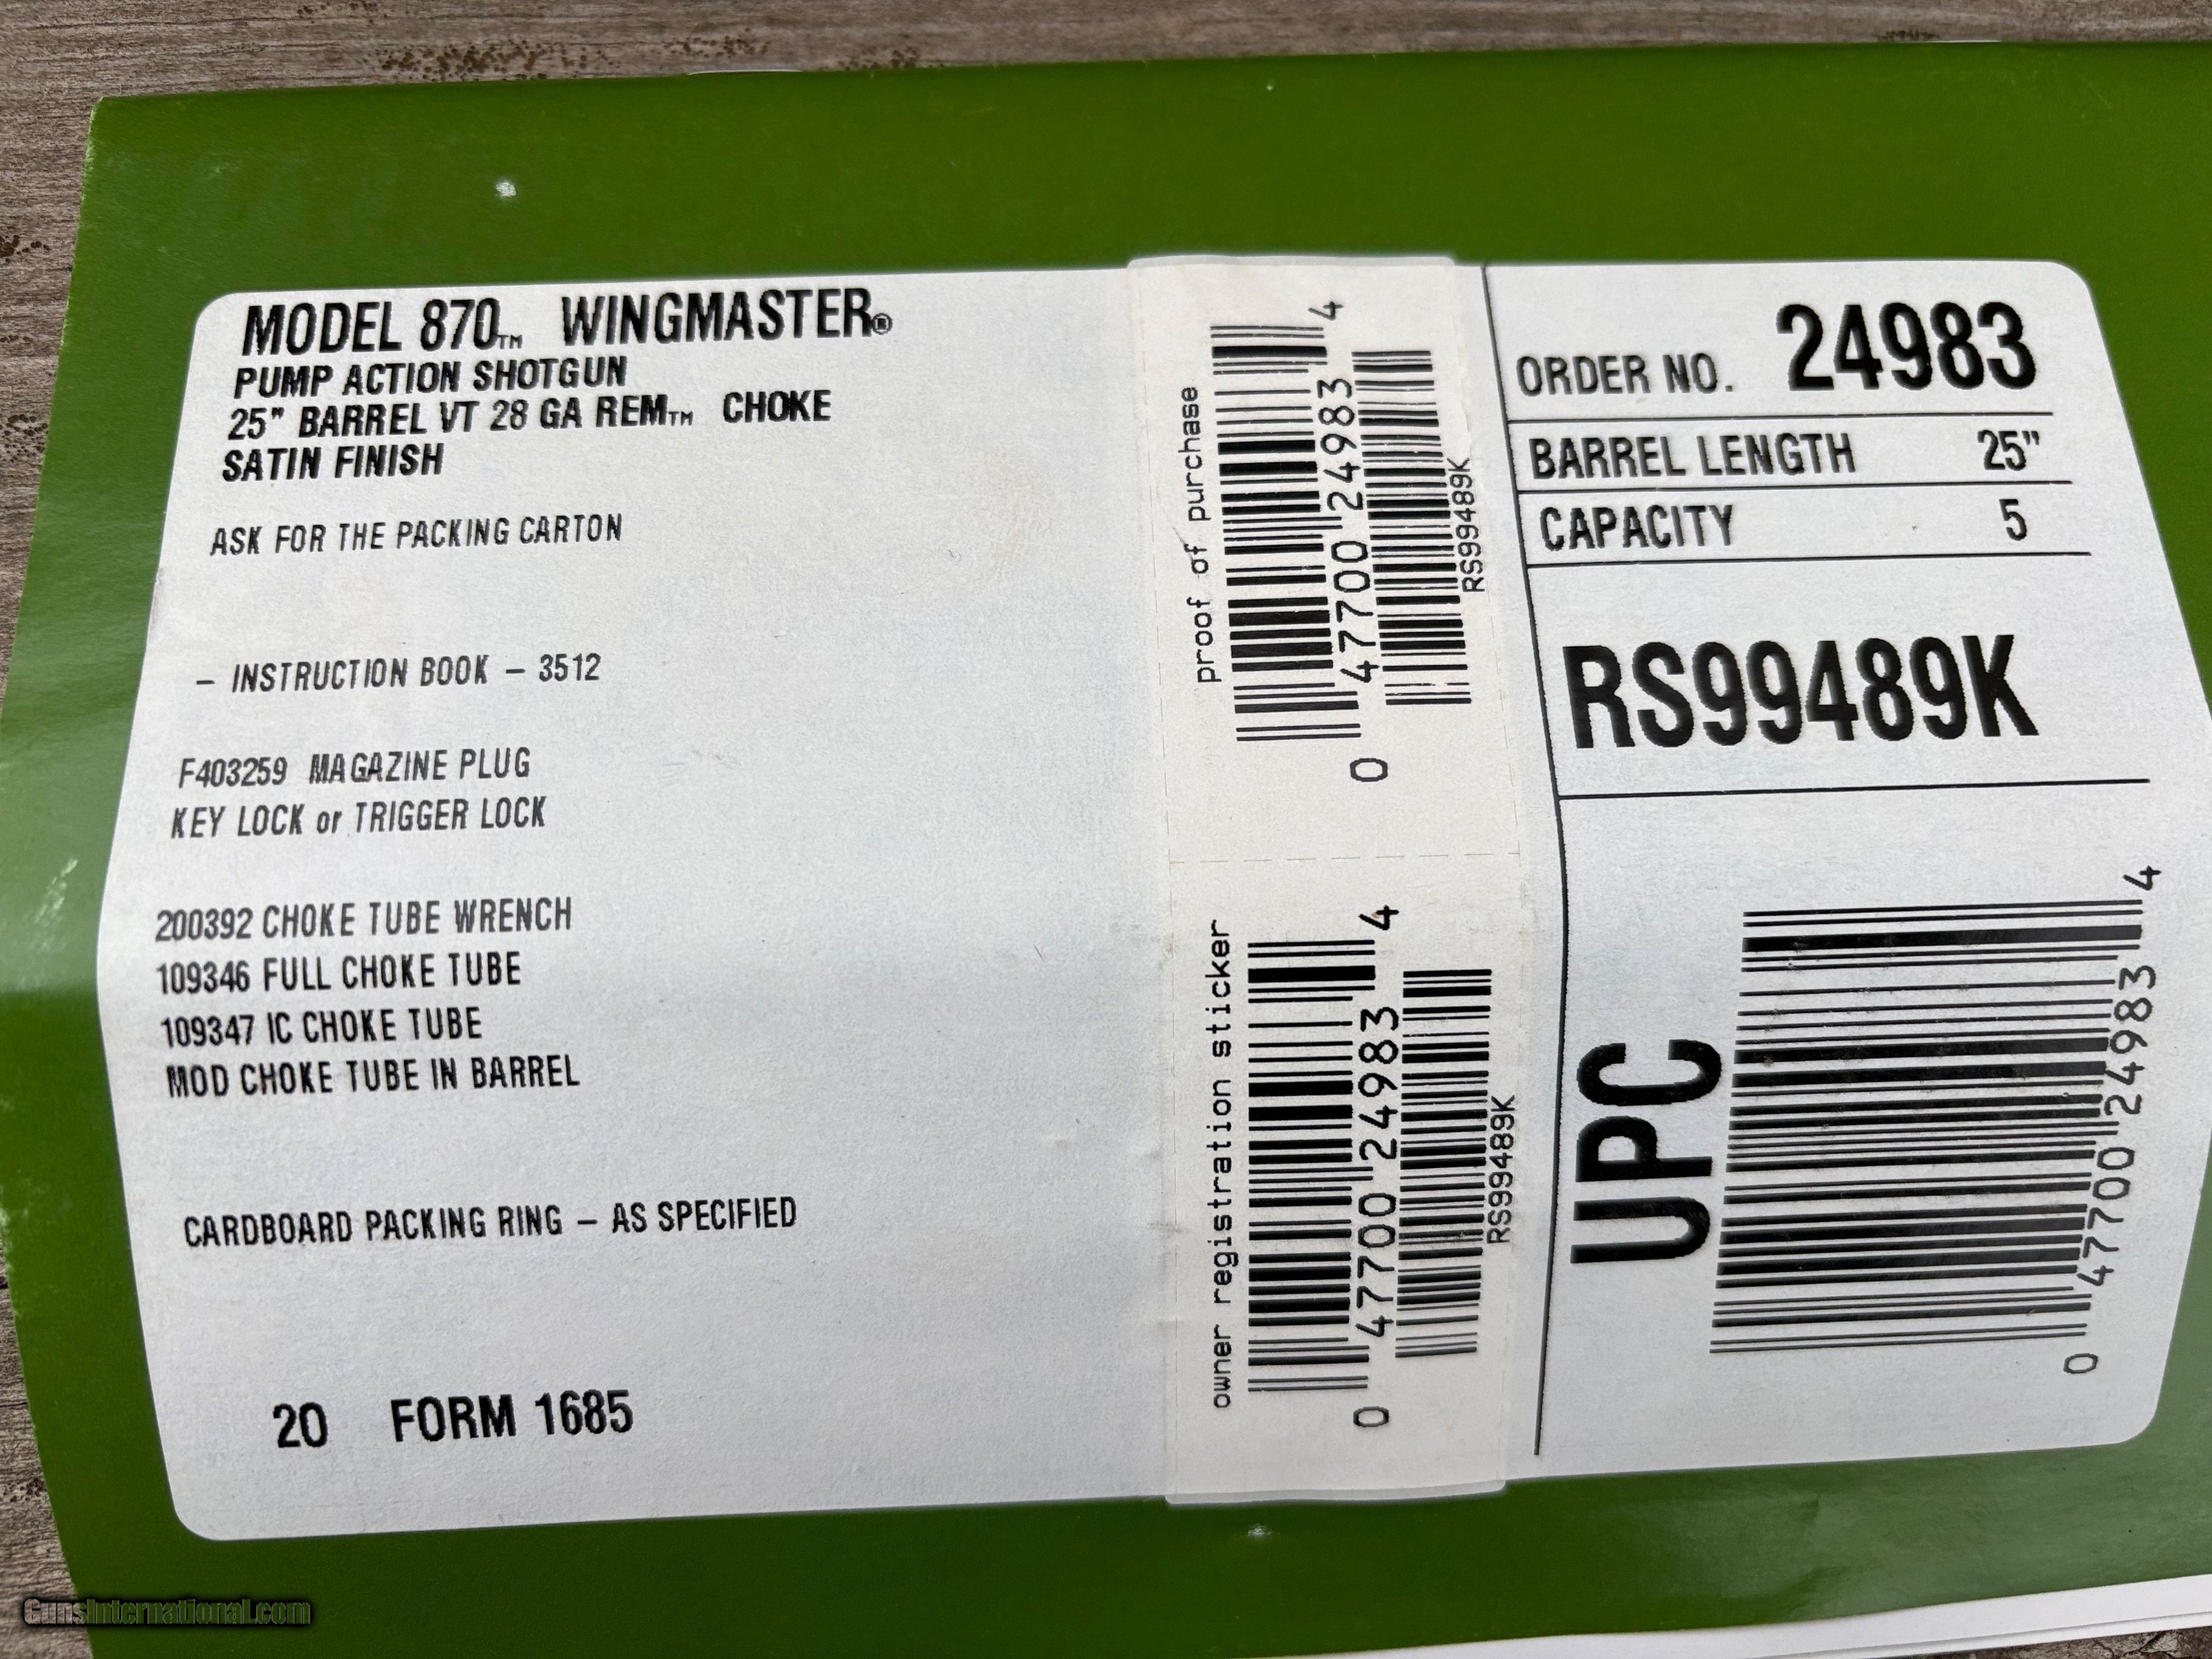 MODEL 870™ WINGMASTER®
PUMP ACTION SHOTGUN
25" BARREL VT 28 GA REM™ CHOKE
SATIN FINISH
ASK FOR THE PACKING CARTON
– INSTRUCTION BOOK – 3512
F403259 MAGAZINE PLUG
KEY LOCK or TRIGGER LOCK
200392 CHOKE TUBE WRENCH
109346 FULL CHOKE TUBE
109347 IC CHOKE TUBE
MOD CHOKE TUBE IN BARREL
CARDBOARD PACKING RING – AS SPECIFIED
20 FORM 1685
proof of purchase
0 47700 24983 4
RS99489K
owner registration sticker
0 47700 24983 4
RS99489K
ORDER NO. 24983
BARREL LENGTH 25"
CAPACITY 5
RS99489K
UPC
0 47700 24983 4
GunsInternational.com